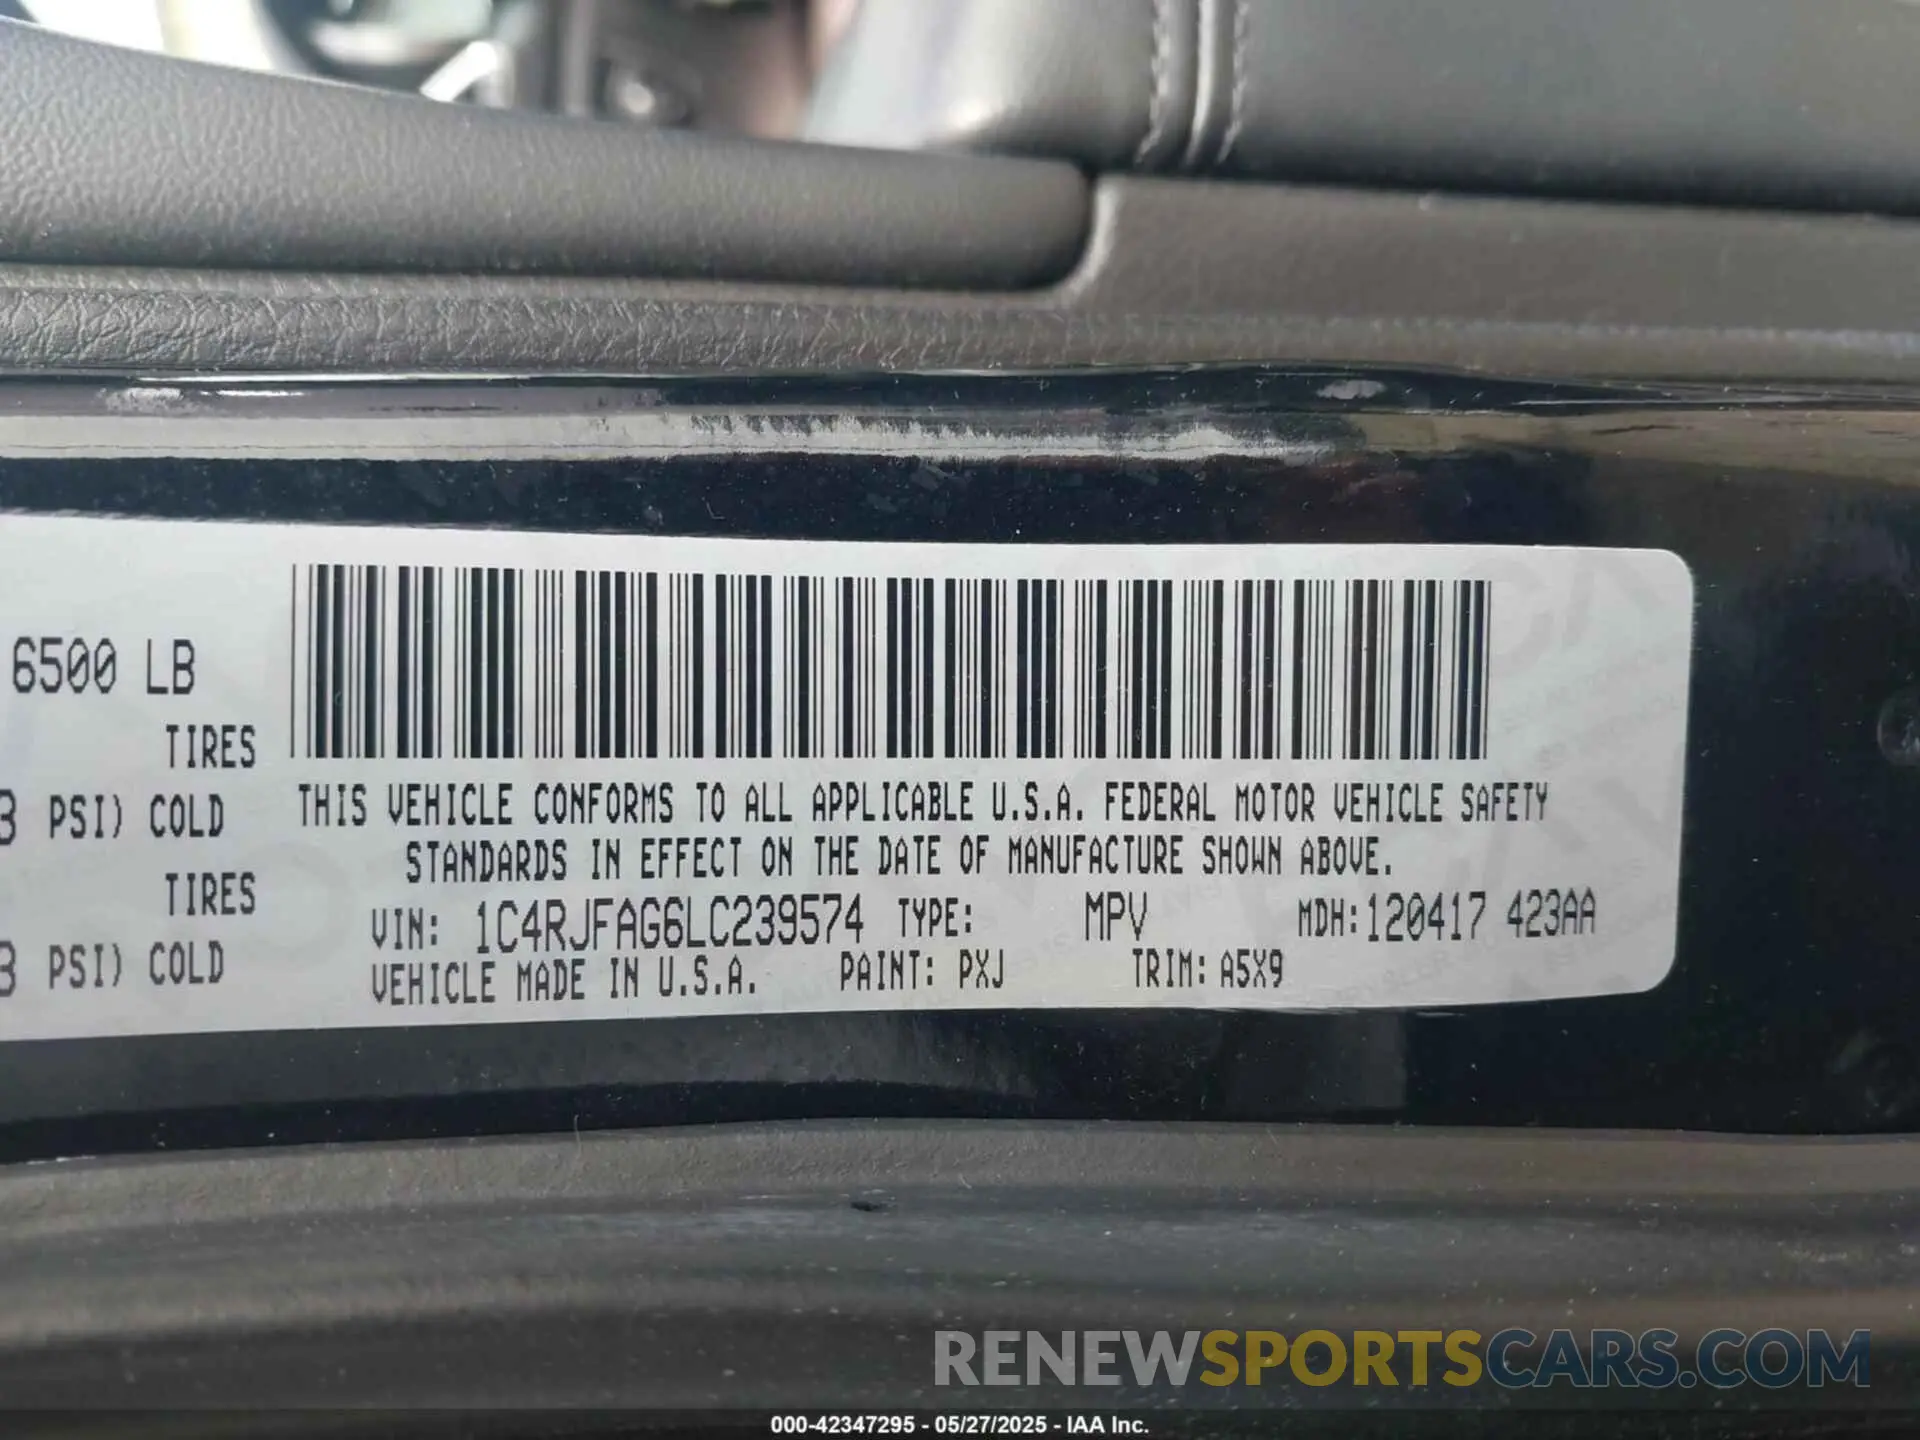 6500 LB
TIRES
3 PSI) COLD
TIRES
3 PSI) COLD
THIS VEHICLE CONFORMS TO ALL APPLICABLE U.S.A. FEDERAL MOTOR VEHICLE SAFETY
STANDARDS IN EFFECT ON THE DATE OF MANUFACTURE SHOWN ABOVE.
VIN: 1C4RJFAG6LC239574 TYPE: MPV MDH:120417 423AA
VEHICLE MADE IN U.S.A. PAINT: PXJ TRIM: A5X9
RENEWSPORTSCARS.COM
000-42347295 - 05/27/2025 - IAA Inc.